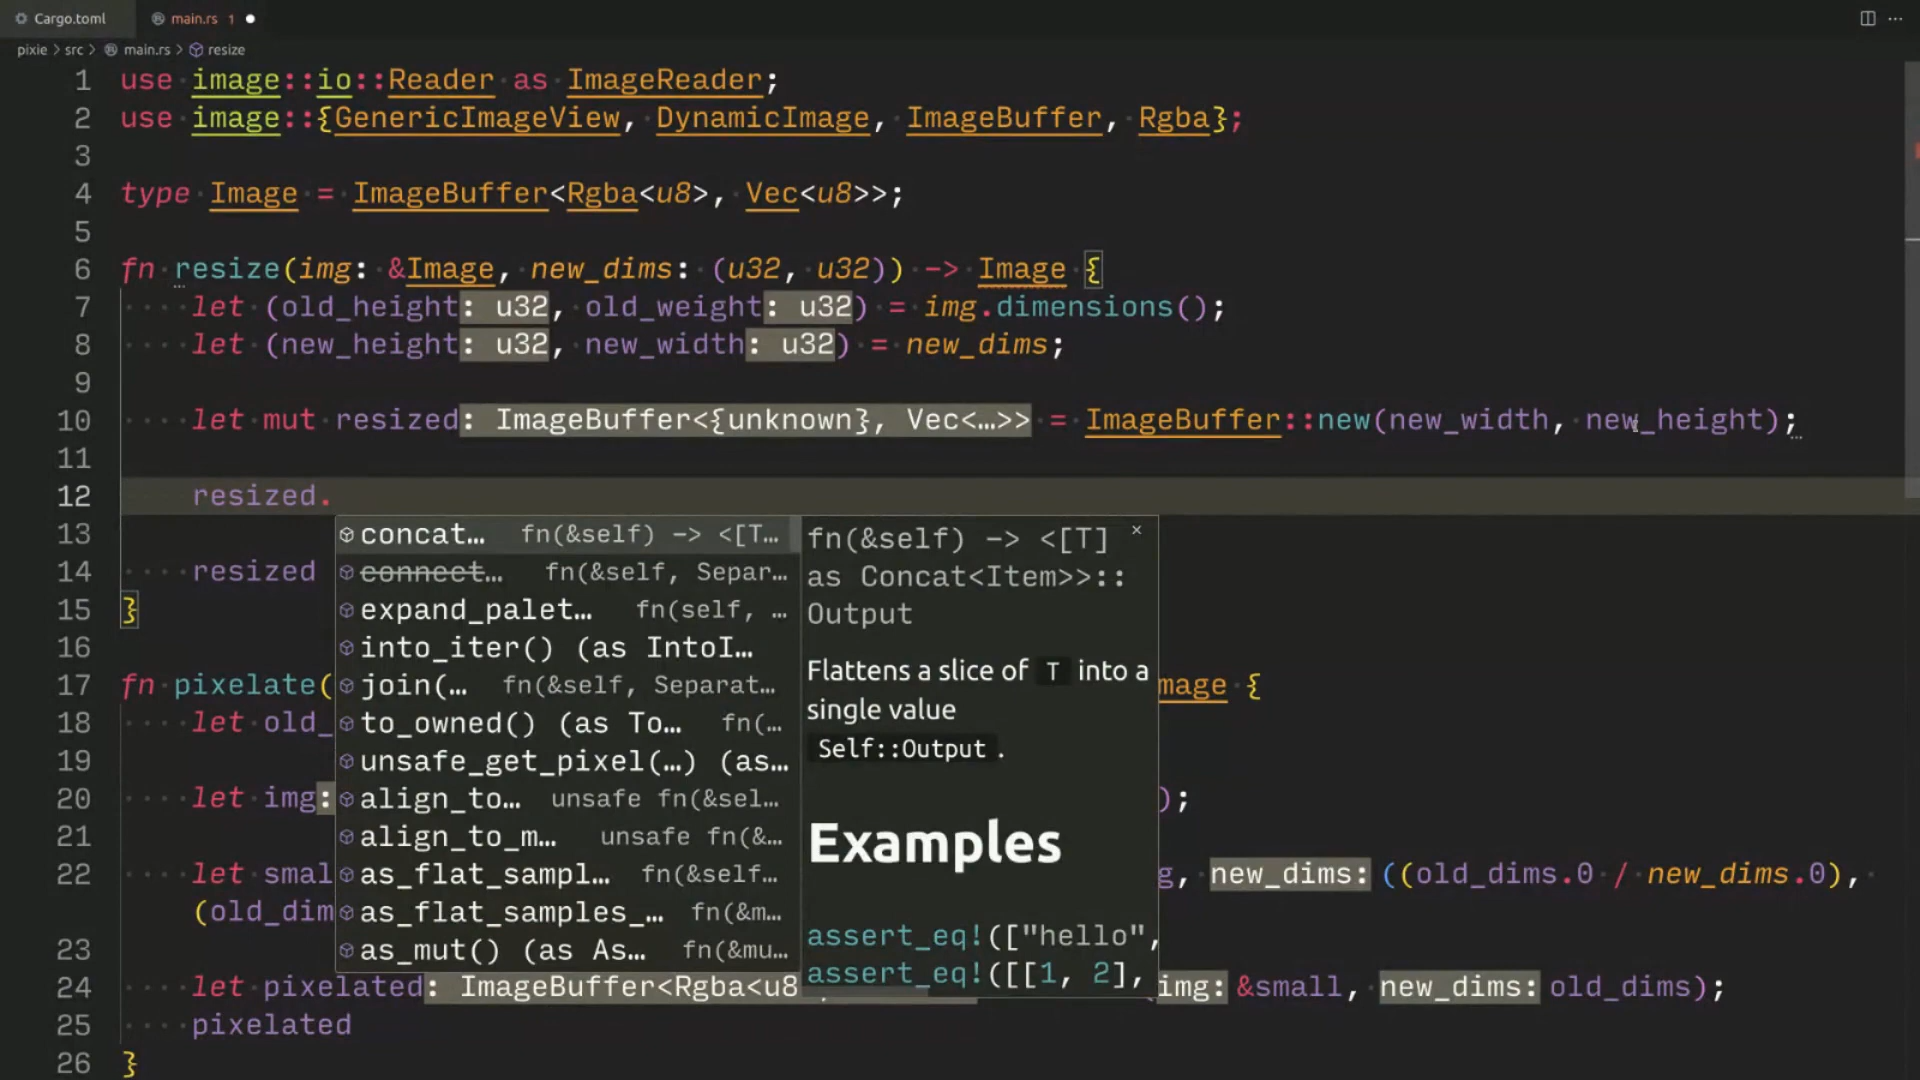 Cargo.toml main.rs 1
pixie > src > main.rs > resize
1 use image::io::Reader as ImageReader;
2 use image::{GenericImageView, DynamicImage, ImageBuffer, Rgba};
3
4 type Image = ImageBuffer<Rgba<u8>, Vec<u8>>;
5
6 fn resize(img: &Image, new_dims: (u32, u32)) -> Image {
7 let (old_height: u32, old_weight: u32) = img.dimensions();
8 let (new_height: u32, new_width: u32) = new_dims;
9
10 let mut resized: ImageBuffer<{unknown}, Vec<…>> = ImageBuffer::new(new_width, new_height);
11
12 resized.
13
14 resized
15 }
16
17 fn pixelate( mage {
18 let old_
19
20 let img: );
21
22 let smal g, new_dims: ((old_dims.0 / new_dims.0),
(old_dim
23
24 let pixelated: ImageBuffer<Rgba<u8 img: &small, new_dims: old_dims);
25 pixelated
26 }
concat… fn(&self) -> <[T…
connect… fn(&self, Separ…
expand_palet… fn(self, …
into_iter() (as IntoI…
join(… fn(&self, Separat…
to_owned() (as To… fn(…
unsafe_get_pixel(…) (as…
align_to… unsafe fn(&sel…
align_to_m… unsafe fn(&…
as_flat_sampl… fn(&self…
as_flat_samples_… fn(&m…
as_mut() (as As… fn(&mu…
fn(&self) -> <[T]
as Concat<Item>>::
Output
Flattens a slice of T into a
single value
Self::Output.
Examples
assert_eq!(["hello",
assert_eq!([[1, 2],